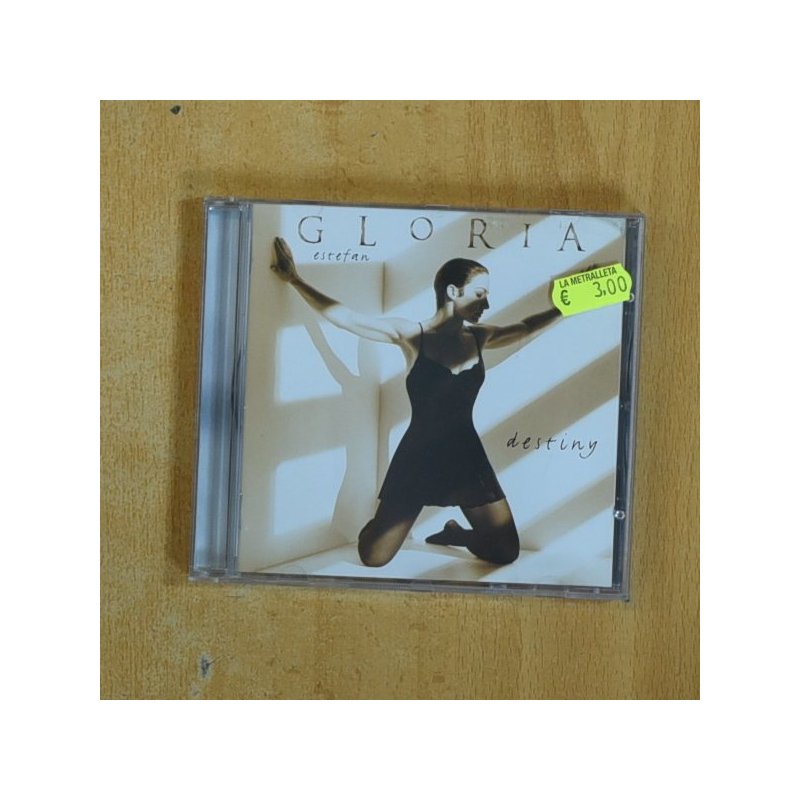 GLORIA
estefan
LA METRALLETA
€ 3,00
destiny